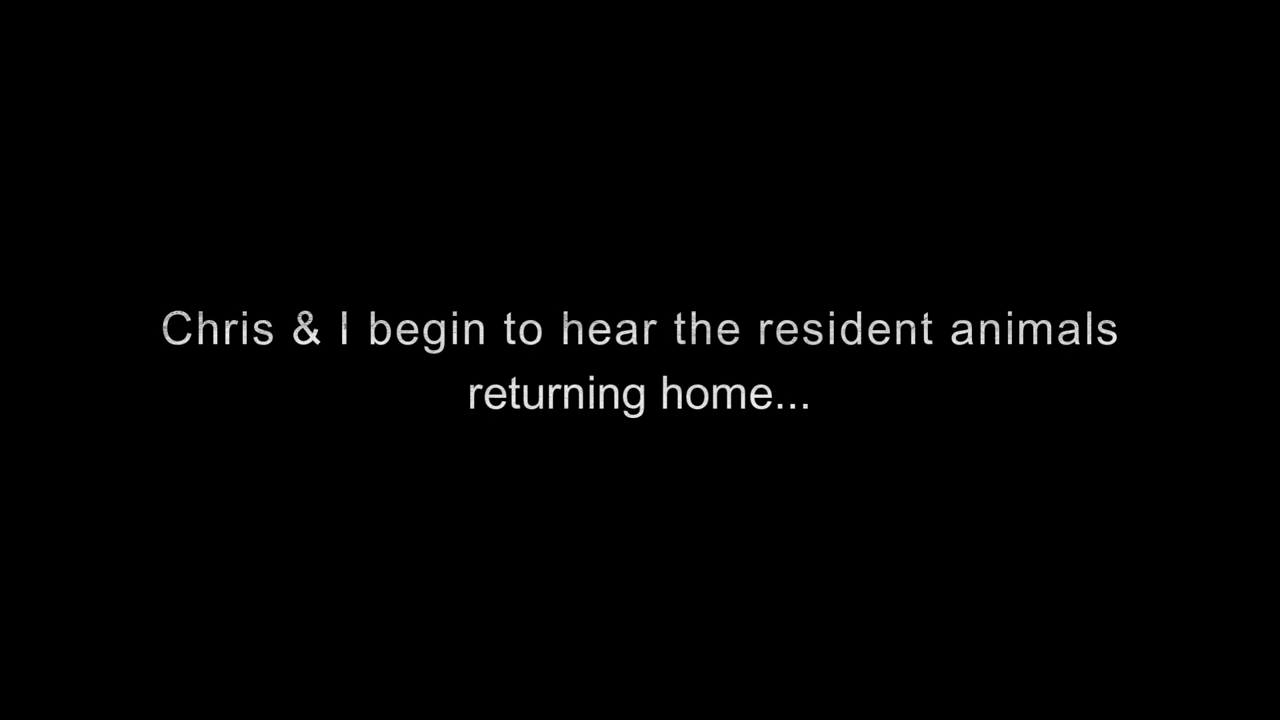 Chris & I begin to hear the resident animals
returning home...